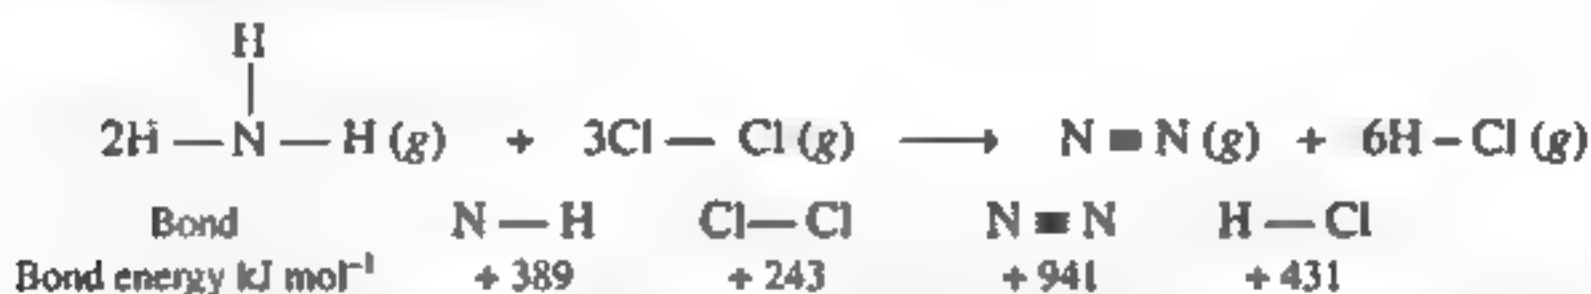 H
2H — N — H (g) + 3Cl — Cl (g) ⟶ N ≡ N (g) + 6H – Cl (g)
Bond N — H Cl — Cl N ≡ N H — Cl
Bond energy kJ mol⁻¹ + 389 + 243 + 941 + 431